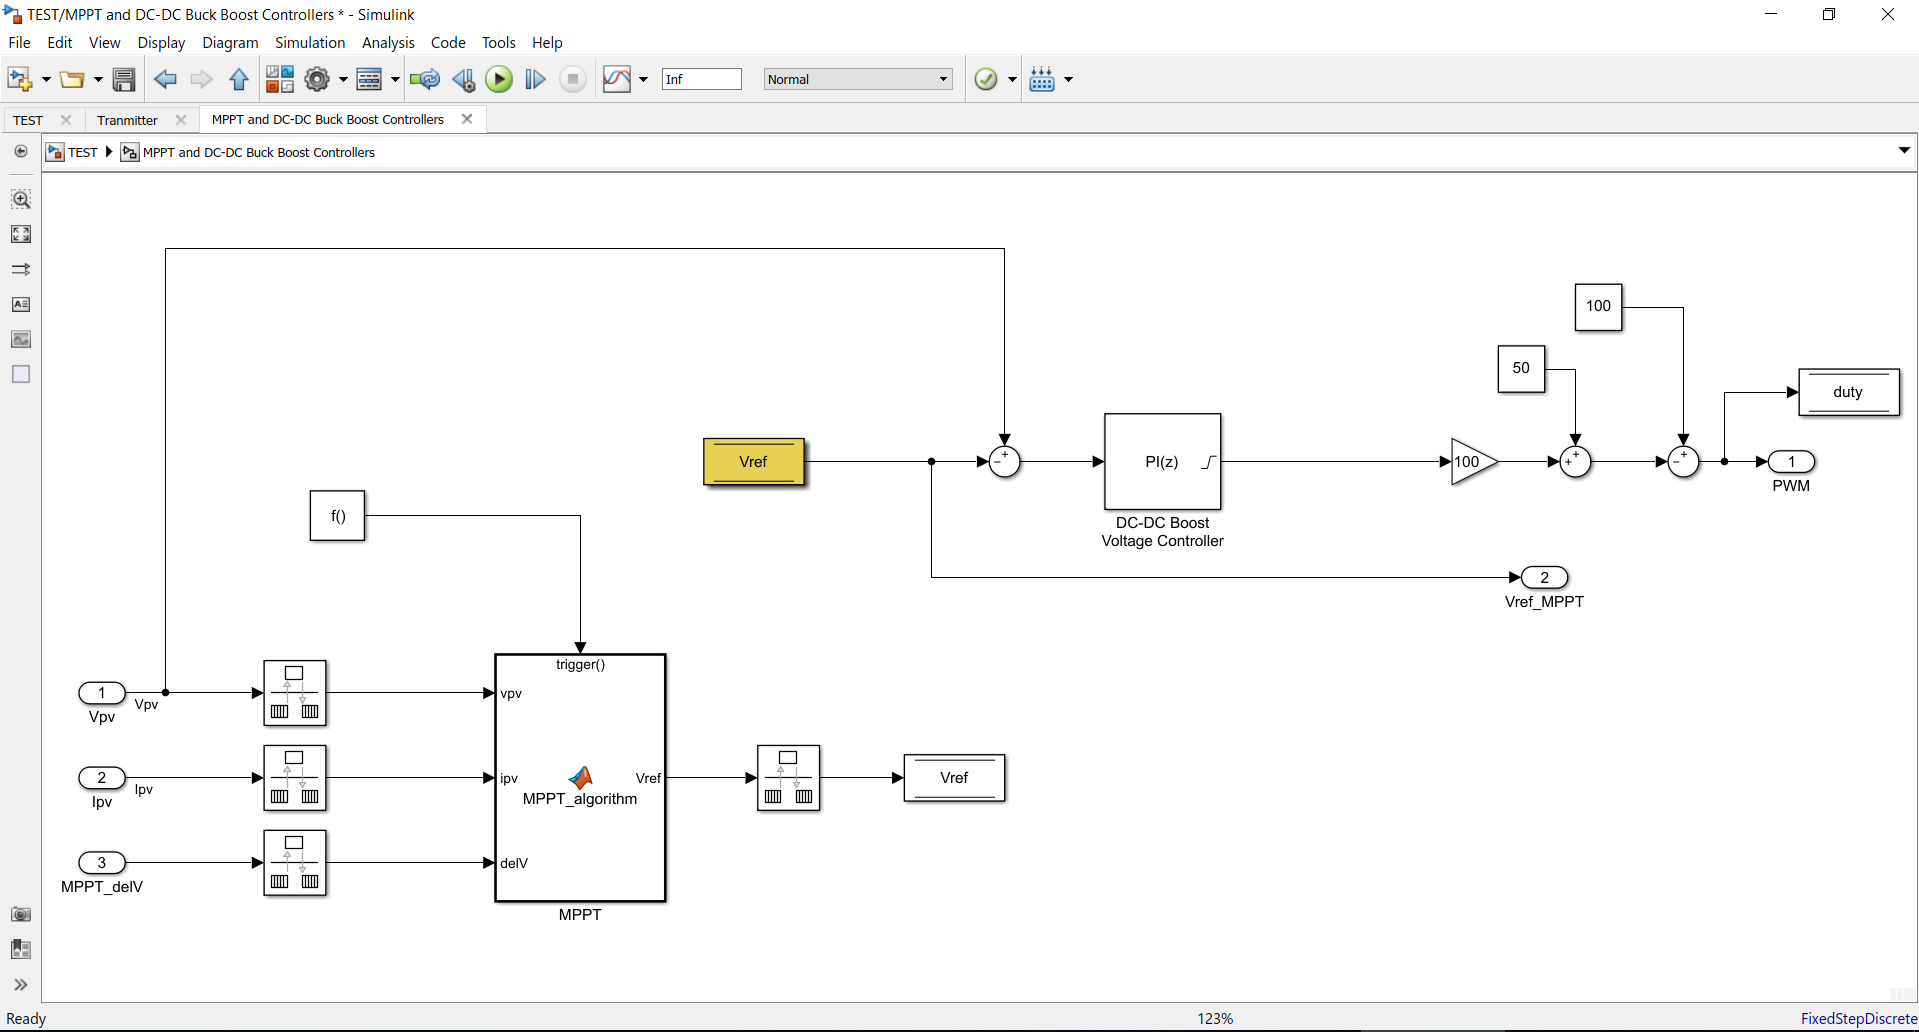 TEST/MPPT and DC-DC Buck Boost Controllers * - Simulink
File Edit View Display Diagram Simulation Analysis Code Tools Help
Inf Normal
TEST Tranmitter MPPT and DC-DC Buck Boost Controllers
TEST MPPT and DC-DC Buck Boost Controllers
100
50
duty
Vref
PI(z)
100
1
PWM
DC-DC Boost
Voltage Controller
f()
2
Vref_MPPT
trigger()
1
Vpv
Vpv
vpv
2
Ipv
Ipv
ipv
MPPT_algorithm
Vref
Vref
3
MPPT_delV
delV
MPPT
Ready 123% FixedStepDiscrete